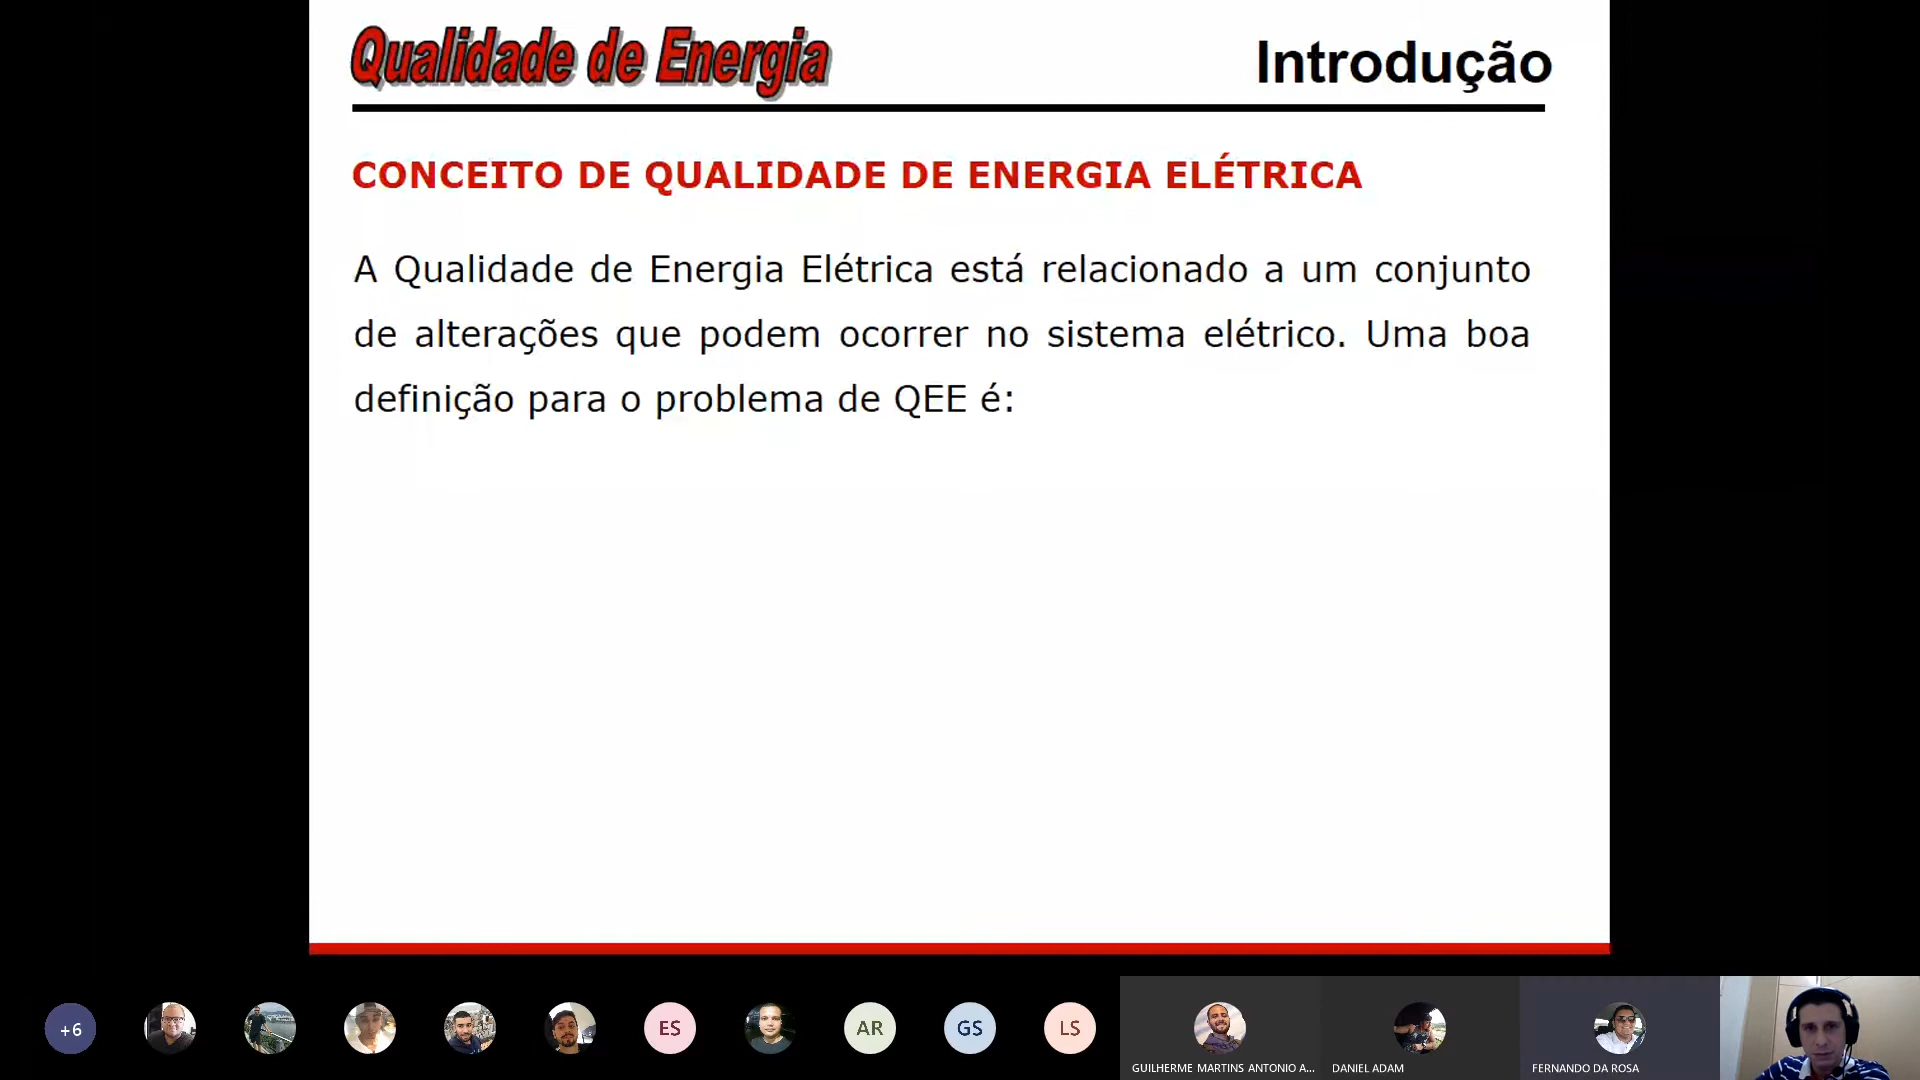 Qualidade de Energia
Introdução
CONCEITO DE QUALIDADE DE ENERGIA ELÉTRICA
A Qualidade de Energia Elétrica está relacionado a um conjunto
de alterações que podem ocorrer no sistema elétrico. Uma boa
definição para o problema de QEE é:
+6
ES
AR
GS
LS
GUILHERME MARTINS ANTONIO A...
DANIEL ADAM
FERNANDO DA ROSA